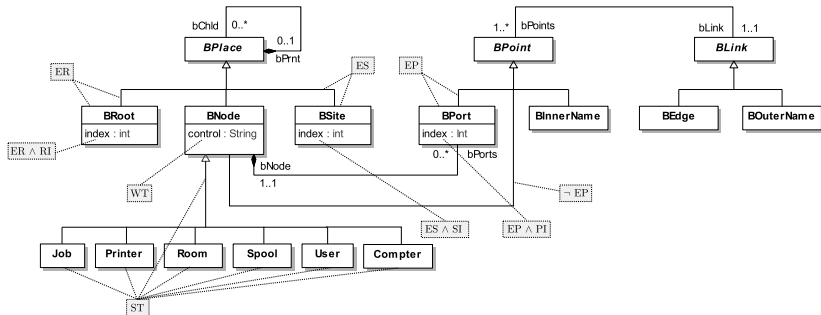 bChld
0..*
0..1
bPrnt
BPlace
1..*
bPoints
BPoint
bLink
1..1
BLink
ER
ES
EP
BRoot
index : int
BNode
control : String
BSite
index : int
BPort
index : Int
BInnerName
BEdge
BOuterName
ER ∧ RI
bNode
1..1
0..*
bPorts
WT
¬ EP
ES ∧ SI
EP ∧ PI
Job
Printer
Room
Spool
User
Compter
ST